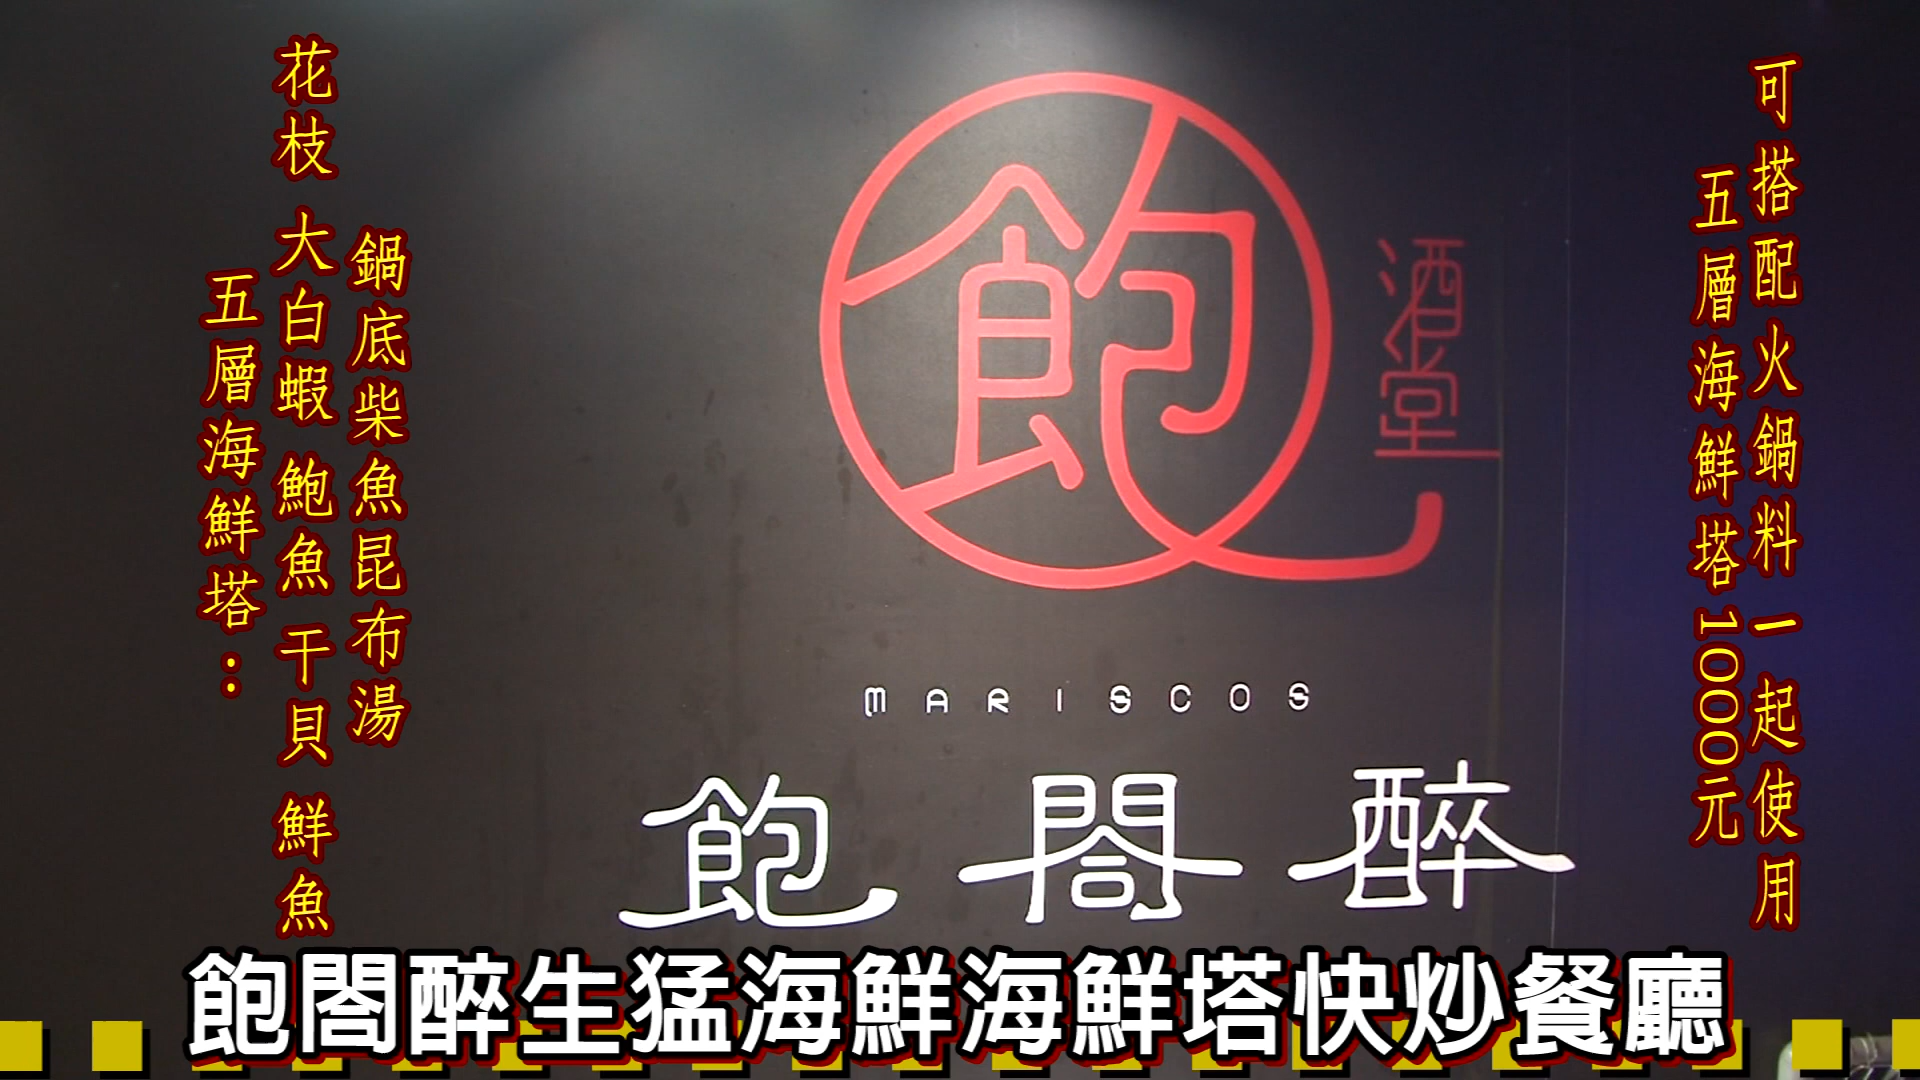 可搭配火鍋料一起使用
五層海鮮塔1000元
飽
酒堂
MARISCOS
飽閤醉
鍋底柴魚昆布湯
花枝 大白蝦 鮑魚 干貝 鮮魚
五層海鮮塔：
飽閤醉生猛海鮮海鮮塔快炒餐廳